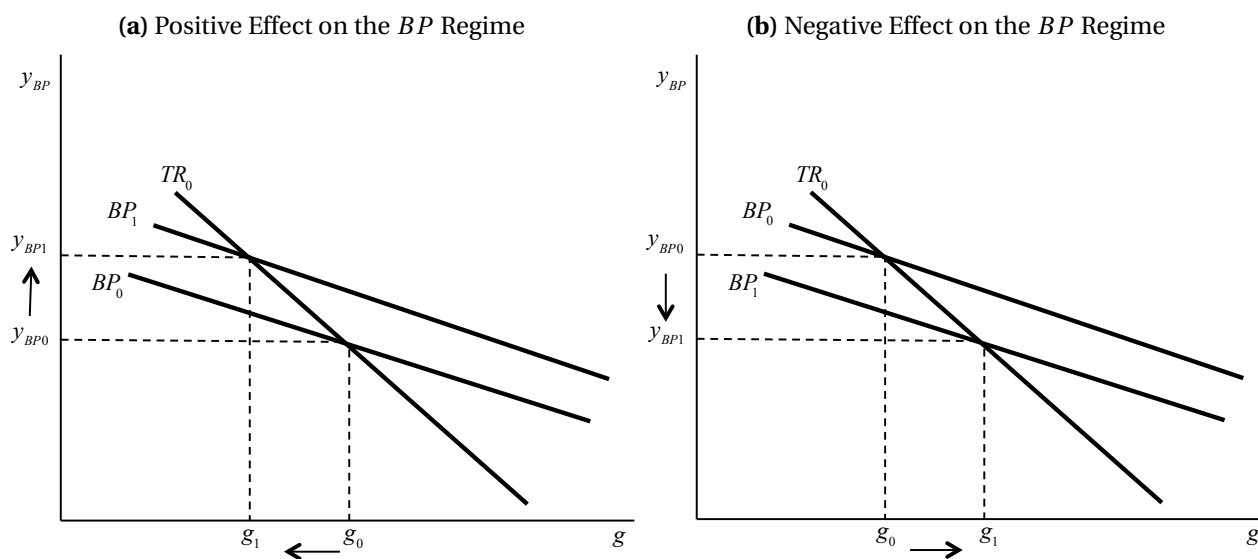 (a) Positive Effect on the BP Regime
y_BP
TR_0
BP_1
y_BP1
BP_0
y_BP0
g_1
g_0
g
(b) Negative Effect on the BP Regime
y_BP
TR_0
BP_0
y_BP0
BP_1
y_BP1
g_0
g_1
g